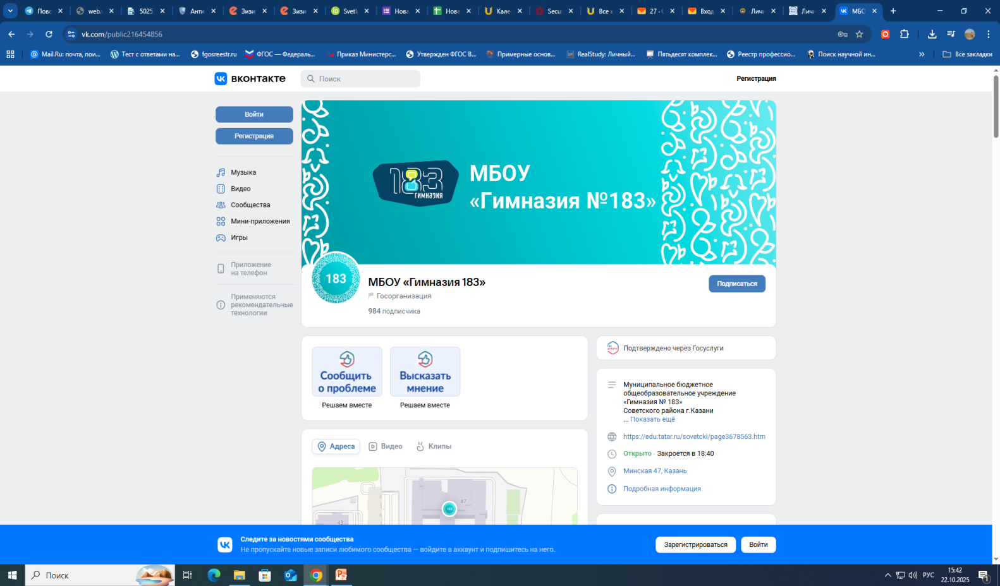 Повс
web.
5025
Анти
Зизи
Зизи
Svetl
Нова
Нова
Кале
Secu
Все к
27 ·
Вход
Личн
Личн
МБО
vk.com/public216454856
Mail.Ru: почта, пои...
Тест с ответами на...
fgosreestr.ru
ФГОС — Федераль...
Приказ Министерс...
Утвержден ФГОС В...
Примерные основ...
RealStudy: Личный...
Пятьдесят комплек...
Реестр профессио...
Поиск научной ин...
Все закладки
вконтакте
Поиск
Регистрация
Войти
Регистрация
Музыка
Видео
Сообщества
Мини-приложения
Игры
Приложение
на телефон
Применяются
рекомендательные
технологии
183
гимназия
МБОУ
«Гимназия №183»
183
МБОУ «Гимназия 183»
Госорганизация
984 подписчика
Подписаться
Сообщить
о проблеме
Решаем вместе
Высказать
мнение
Решаем вместе
Адреса
Видео
Клипы
47
183
43
Подтверждено через Госуслуги
Муниципальное бюджетное
общеобразовательное учреждение
«Гимназия № 183»
Советского района г.Казани
... Показать ещё
https://edu.tatar.ru/sovetcki/page3678563.htm
Открыто · Закроется в 18:40
Минская 47, Казань
Подробная информация
Следите за новостями сообщества
Не пропускайте новые записи любимого сообщества — войдите в аккаунт и подпишитесь на него.
Зарегистрироваться
Войти
Поиск
РУС
15:42
22.10.2025
1